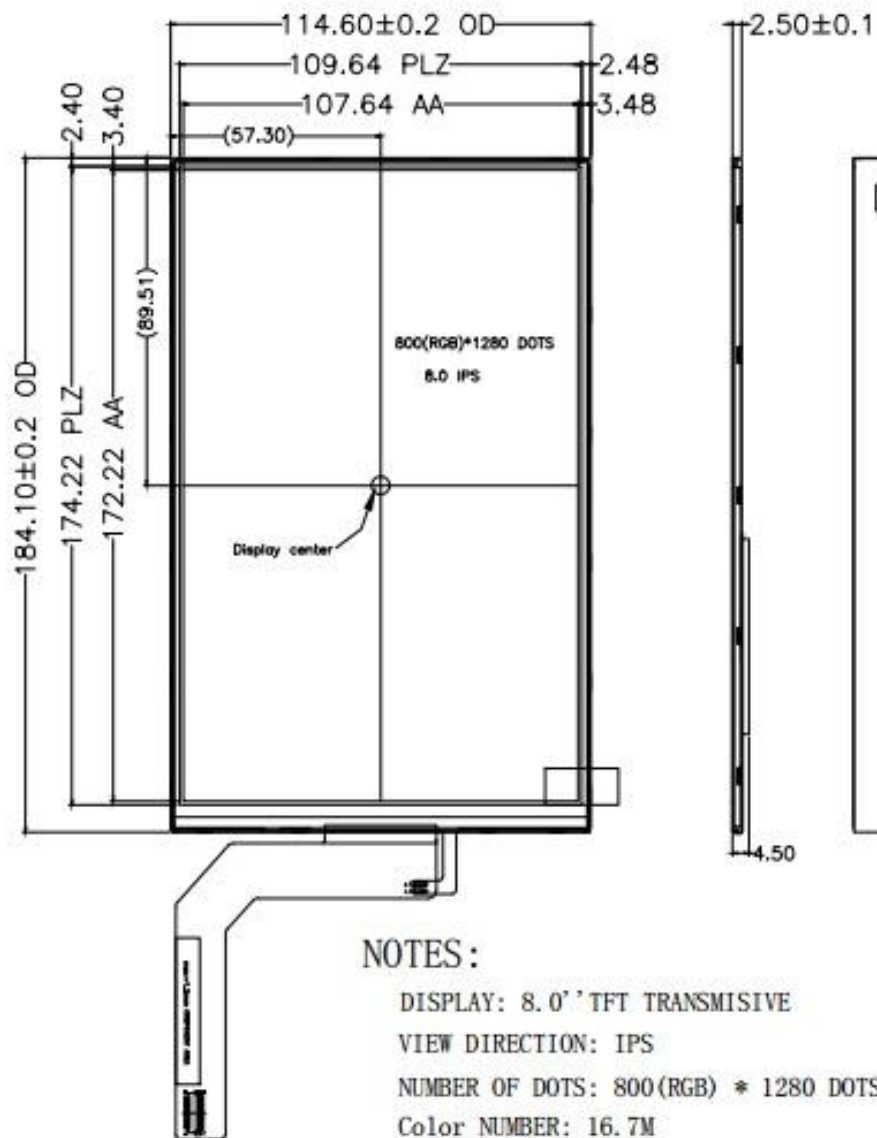 114.60±0.2 OD
2.50±0.1
109.64 PLZ
2.48
107.64 AA
3.48
(57.30)
2.40
3.40
184.10±0.2 OD
174.22 PLZ
172.22 AA
(89.51)
800(RGB)*1280 DOTS
8.0 IPS
Display center
4.50
NOTES:
DISPLAY: 8.0''TFT TRANSMISIVE
VIEW DIRECTION: IPS
NUMBER OF DOTS: 800(RGB) * 1280 DOTS
Color NUMBER: 16.7M